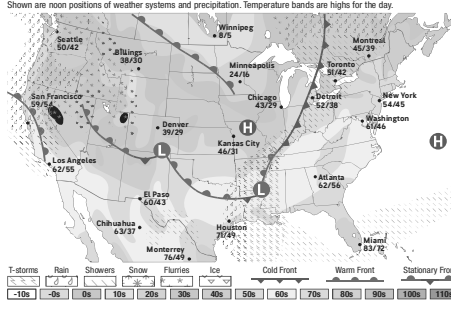 Shown are noon positions of weather systems and precipitation. Temperature bands are highs for the day.
Winnipeg
8/5
Seattle
50/42
Montreal
45/39
Billings
38/30
Minneapolis
24/16
Toronto
51/42
San Francisco
59/54
Chicago
43/29
Detroit
52/38
New York
54/45
Denver
39/29
H
Kansas City
46/31
Washington
61/46
H
Los Angeles
62/55
L
L
Atlanta
62/56
El Paso
60/43
Chihuahua
63/37
Houston
71/49
Monterrey
76/49
Miami
83/72
T-storms Rain Showers Snow Flurries Ice Cold Front Warm Front Stationary Fro
-10s -0s 0s 10s 20s 30s 40s 50s 60s 70s 80s 90s 100s 110s